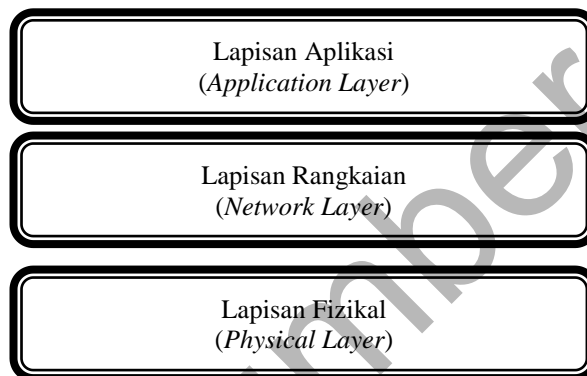 Lapisan Aplikasi
(Application Layer)
Lapisan Rangkaian
(Network Layer)
Lapisan Fizikal
(Physical Layer)